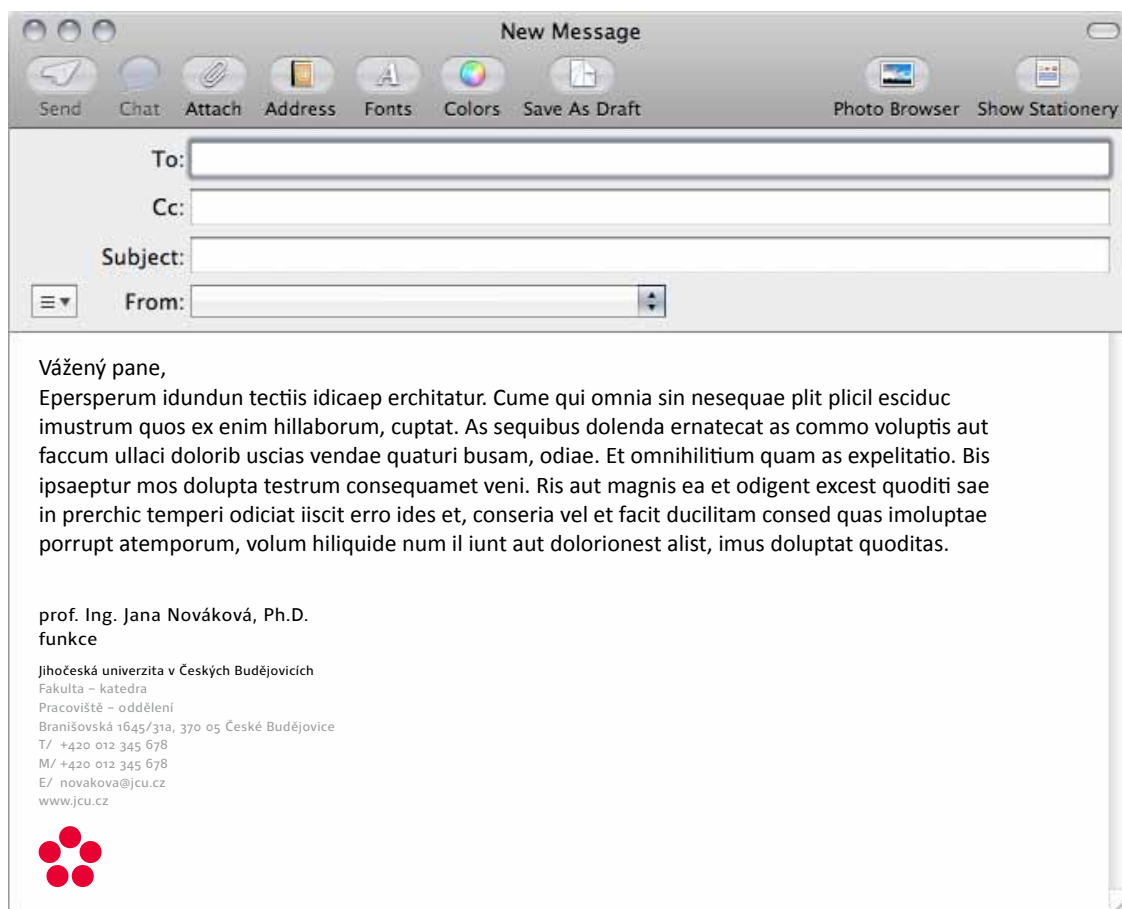 New Message
Send Chat Attach Address Fonts Colors Save As Draft Photo Browser Show Stationery
To:
Cc:
Subject:
From:
Vážený pane,
Epersperum idundun tectiis idicaep erchitatur. Cume qui omnia sin nesequae plit plicil esciduc
imustrum quos ex enim hillaborum, cuptat. As sequibus dolenda ernatecat as commo voluptis aut
faccum ullaci dolorib uscias vendae quaturi busam, odiae. Et omnihilitium quam as expelitatio. Bis
ipsaeptur mos dolupta testrum consequamet veni. Ris aut magnis ea et odigent excest quoditi sae
in prerchic temperi odiciat iiscit erro ides et, conseria vel et facit ducilitam consed quas imoluptae
porrupt atemporum, volum hiliquide num il iunt aut dolorionest alist, imus doluptat quoditas.
prof. Ing. Jana Nováková, Ph.D.
funkce
Jihočeská univerzita v Českých Budějovicích
Fakulta – katedra
Pracoviště – oddělení
Branišovská 1645/31a, 370 05 České Budějovice
T/ +420 012 345 678
M/ +420 012 345 678
E/ novakova@jcu.cz
www.jcu.cz